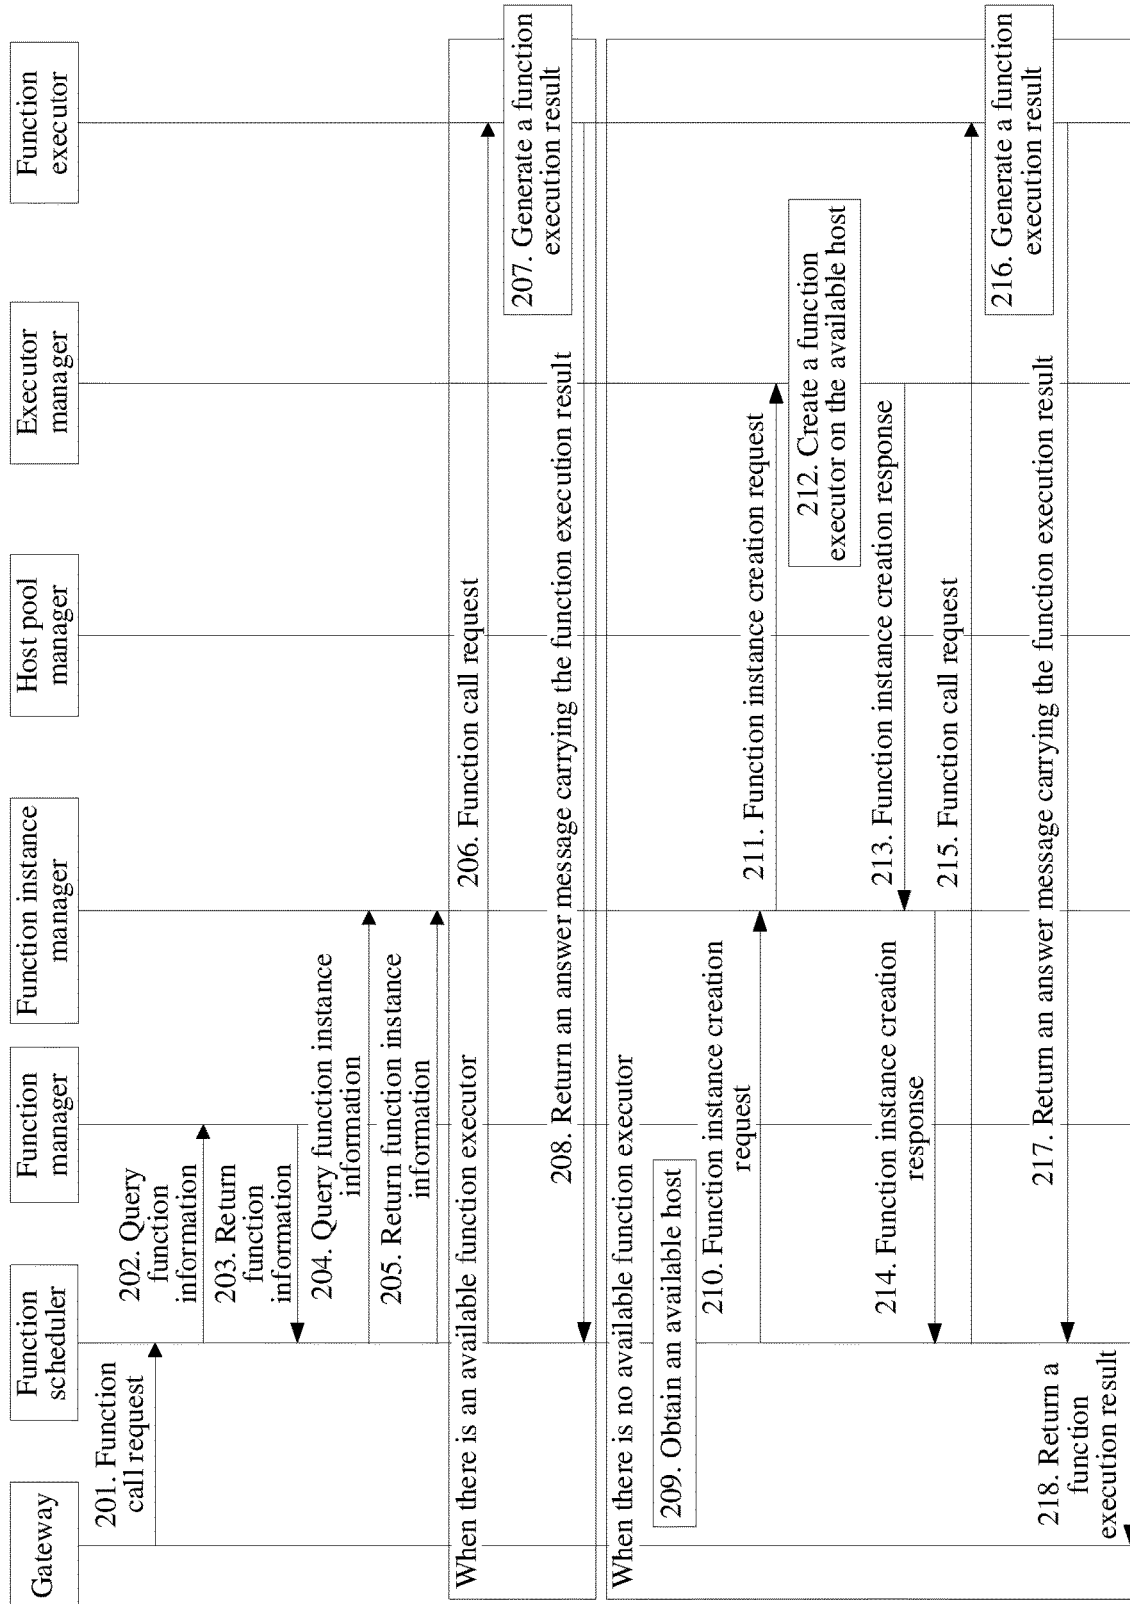 Gateway
Function
scheduler
Function
manager
Function instance
manager
Host pool
manager
Executor
manager
Function
executor
201. Function
call request
202. Query
function
information
203. Return
function
information
204. Query function instance
information
205. Return function instance
information
When there is an available function executor
206. Function call request
207. Generate a function
execution result
208. Return an answer message carrying the function execution result
When there is no available function executor
209. Obtain an available host
210. Function instance creation
request
211. Function instance creation request
212. Create a function
executor on the available host
213. Function instance creation response
214. Function instance creation
response
215. Function call request
216. Generate a function
execution result
217. Return an answer message carrying the function execution result
218. Return a
function
execution result